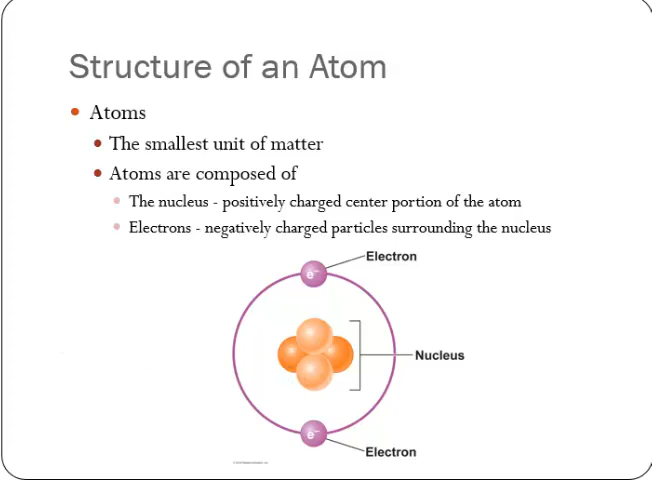 Structure of an Atom
Atoms
The smallest unit of matter
Atoms are composed of
The nucleus - positively charged center portion of the atom
Electrons - negatively charged particles surrounding the nucleus
Electron
e⁻
Nucleus
e⁻
Electron